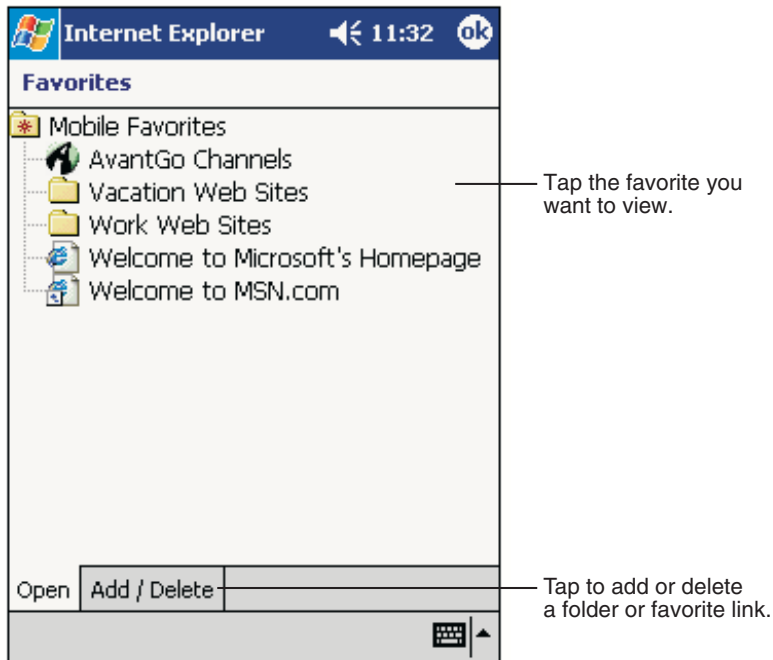 Internet Explorer 11:32 ok
Favorites
Mobile Favorites
AvantGo Channels
Vacation Web Sites
Work Web Sites
Welcome to Microsoft's Homepage
Welcome to MSN.com
Tap the favorite you
want to view.
Open Add / Delete
Tap to add or delete
a folder or favorite link.